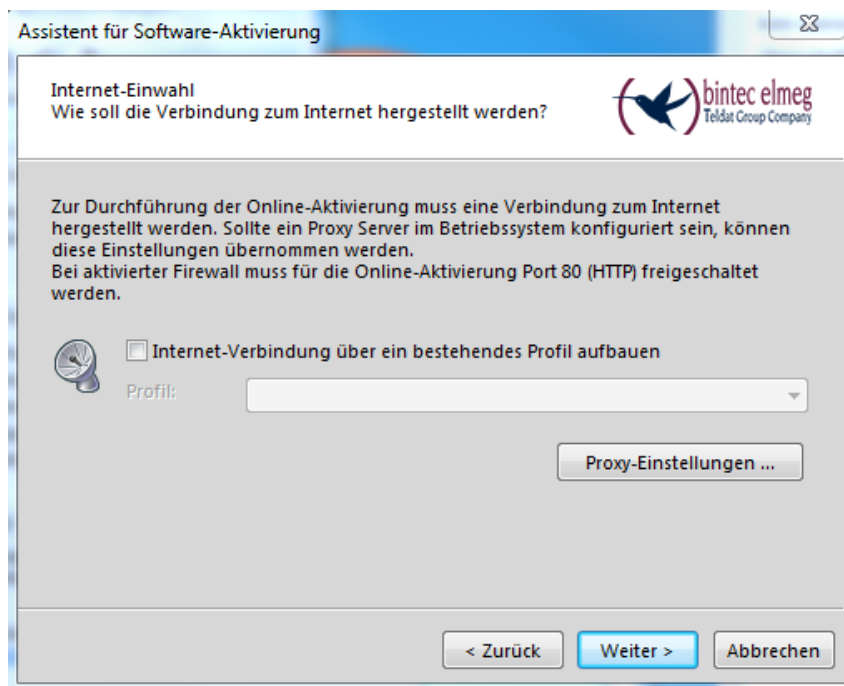 Assistent für Software-Aktivierung
Internet-Einwahl
Wie soll die Verbindung zum Internet hergestellt werden?
bintec elmeg
Teldat Group Company
Zur Durchführung der Online-Aktivierung muss eine Verbindung zum Internet
hergestellt werden. Sollte ein Proxy Server im Betriebssystem konfiguriert sein, können
diese Einstellungen übernommen werden.
Bei aktivierter Firewall muss für die Online-Aktivierung Port 80 (HTTP) freigeschaltet
werden.
Internet-Verbindung über ein bestehendes Profil aufbauen
Profil:
Proxy-Einstellungen ...
< Zurück
Weiter >
Abbrechen